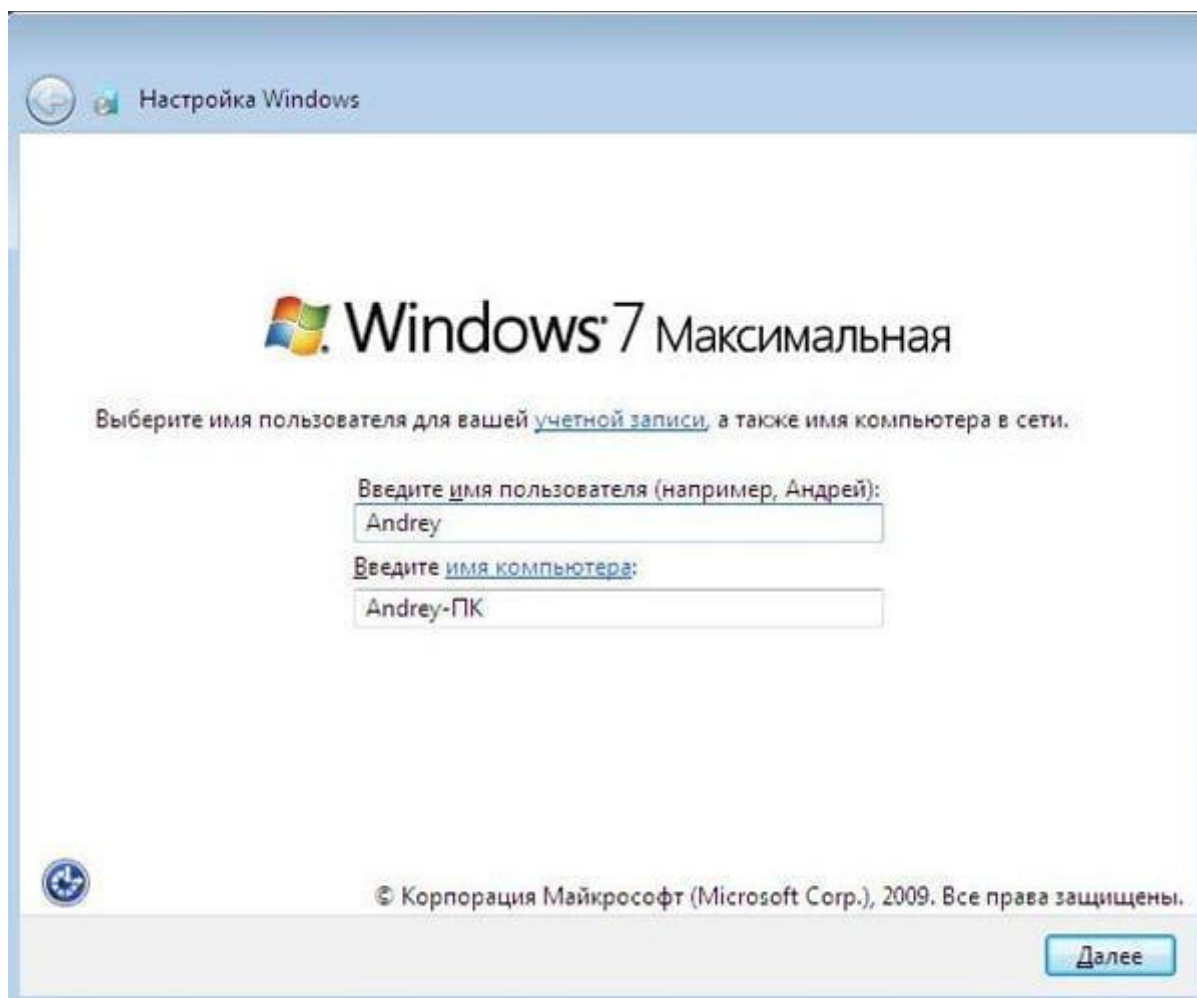 Настройка Windows
Windows 7 Максимальная
Выберите имя пользователя для вашей учетной записи, а также имя компьютера в сети.
Введите имя пользователя (например, Андрей):
Andrey
Введите имя компьютера:
Andrey-ПК
© Корпорация Майкрософт (Microsoft Corp.), 2009. Все права защищены.
Далее